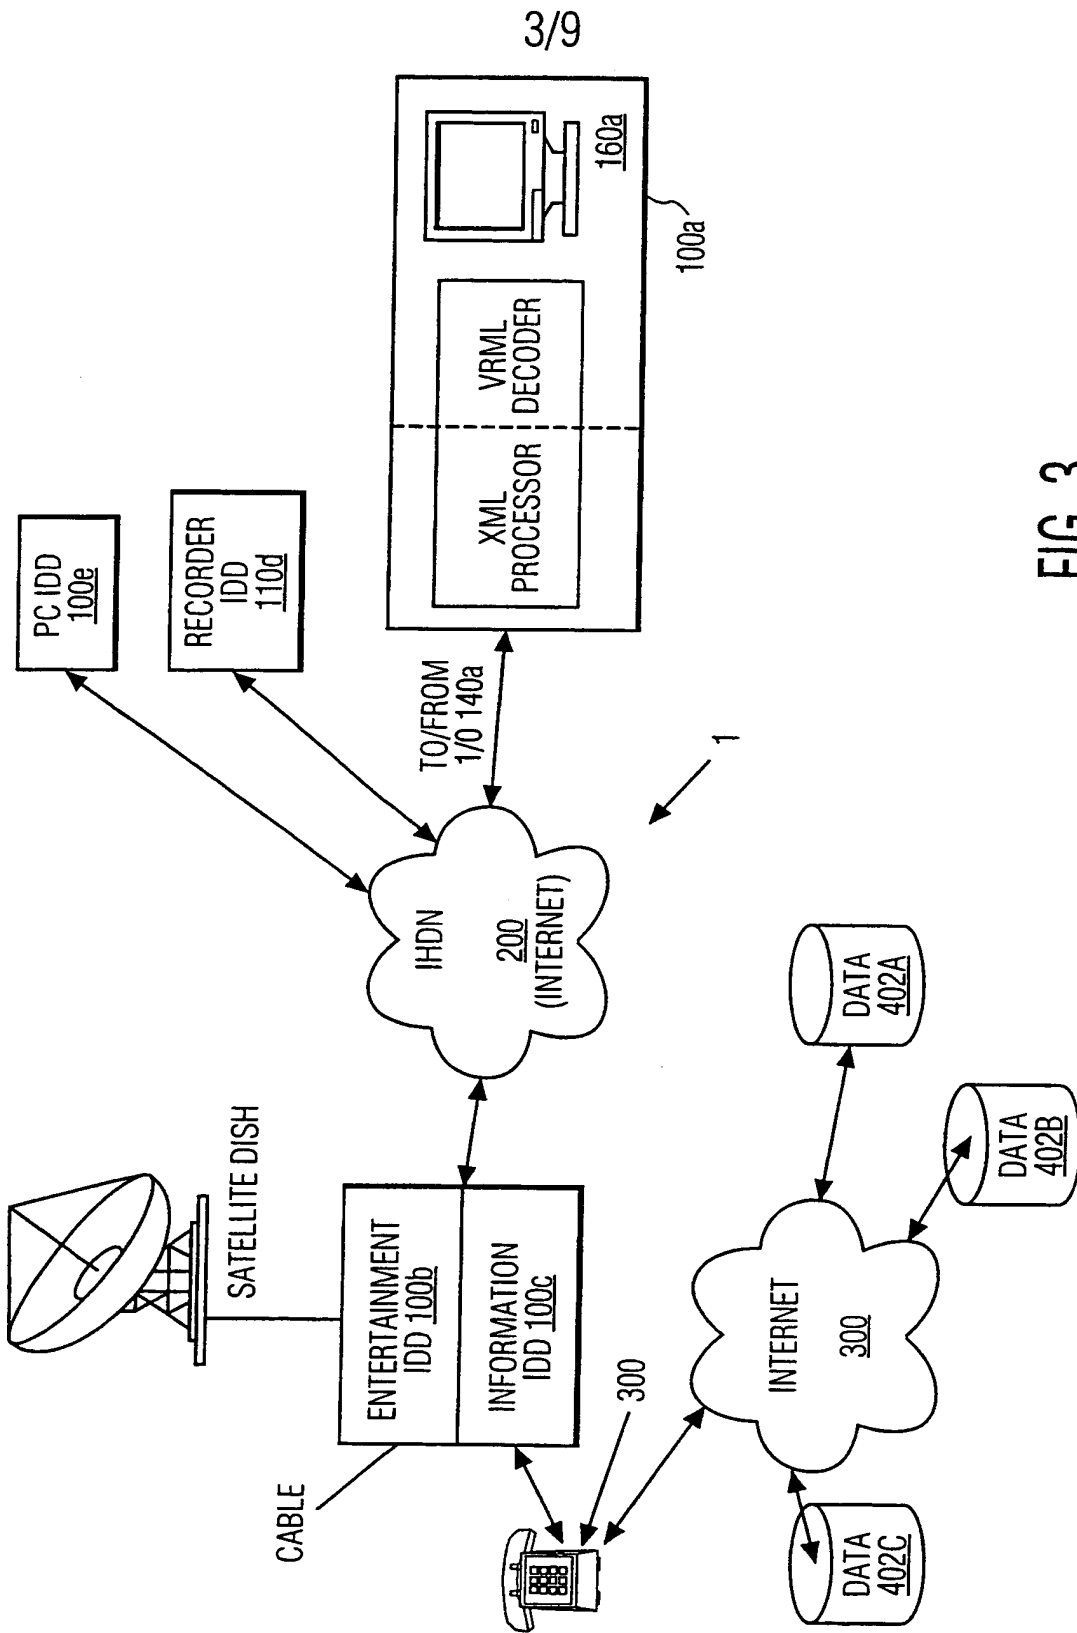 3/9
PC IDD
100e
RECORDER
IDD
110d
XML
PROCESSOR
VRML
DECODER
160a
100a
TO/FROM
1/0 140a
1
IHDN
200
(INTERNET)
SATELLITE DISH
ENTERTAINMENT
IDD 100b
INFORMATION
IDD 100c
CABLE
300
INTERNET
300
DATA
402A
DATA
402B
DATA
402C
FIG. 3